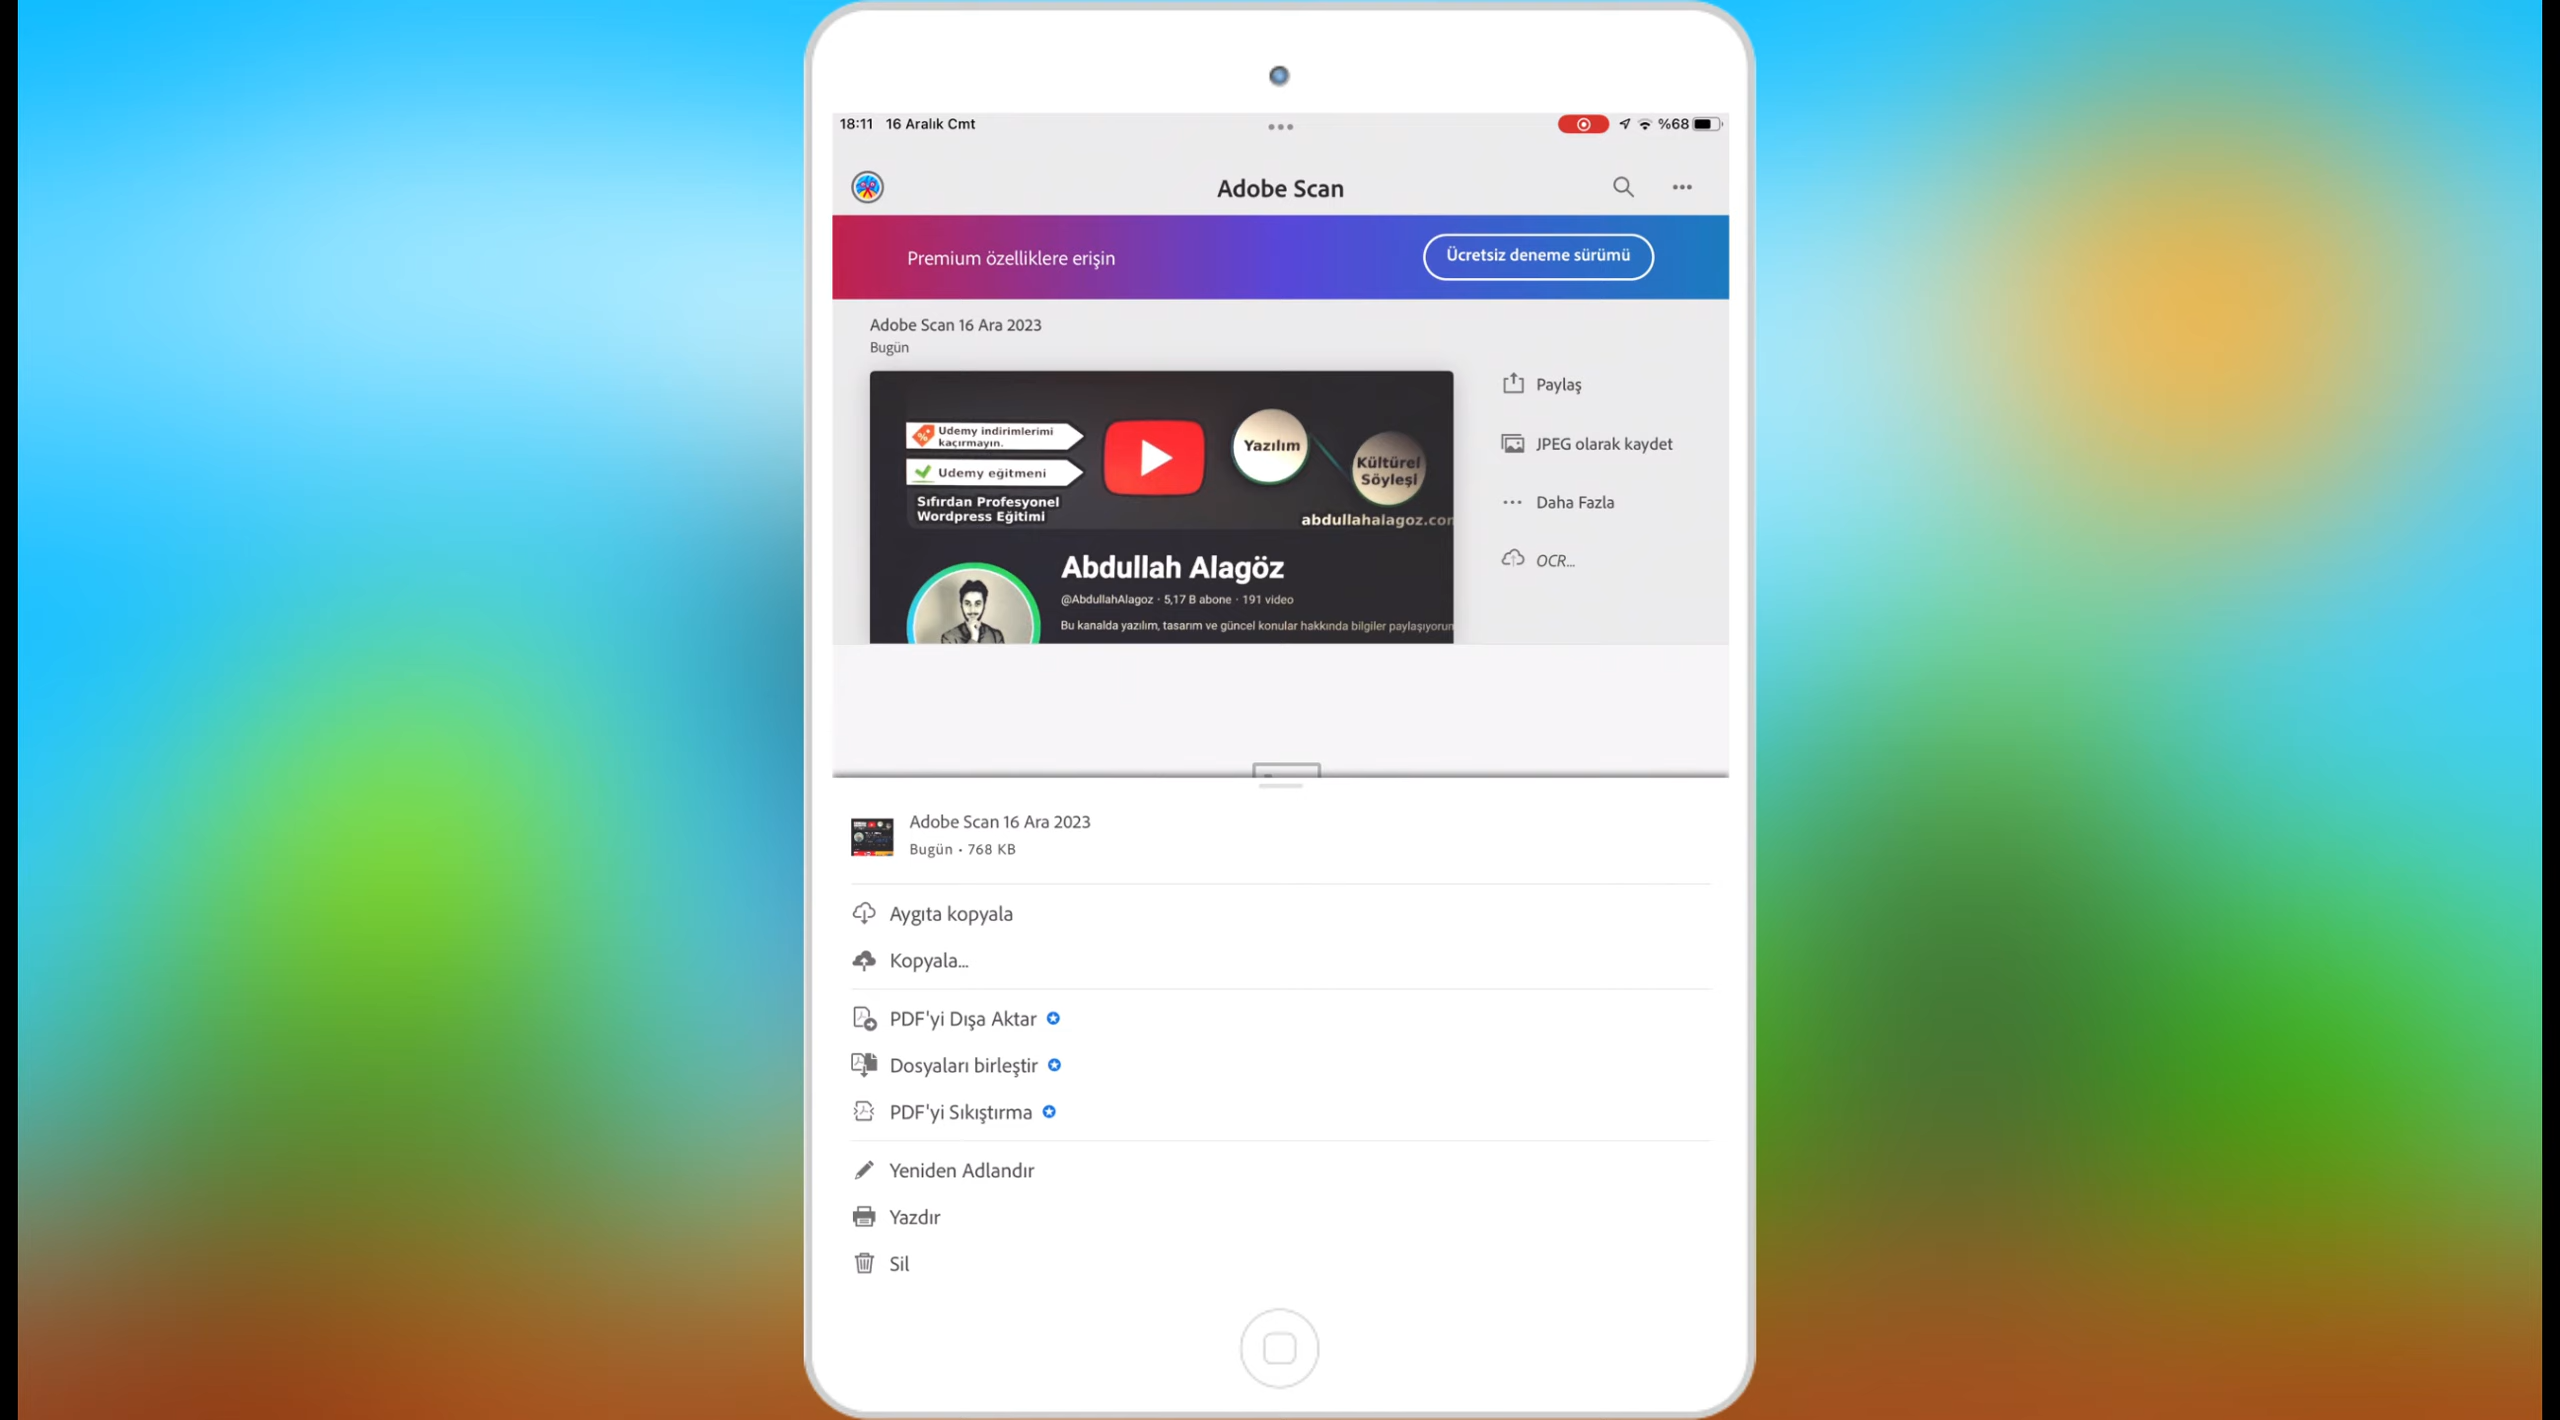 18:11 16 Aralık Cmt
%68
Adobe Scan
Premium özelliklere erişin
Ücretsiz deneme sürümü
Adobe Scan 16 Ara 2023
Bugün
Udemy indirimlerimi
kaçırmayın.
Udemy eğitmeni
Sıfırdan Profesyonel
Wordpress Eğitimi
Yazılım
Kültürel
Söyleşi
abdullahalagoz.com
Abdullah Alagöz
@AbdullahAlagoz · 5,17 B abone · 191 video
Bu kanalda yazılım, tasarım ve güncel konular hakkında bilgiler paylaşıyorum
Paylaş
JPEG olarak kaydet
Daha Fazla
OCR...
Adobe Scan 16 Ara 2023
Bugün • 768 KB
Aygıta kopyala
Kopyala...
PDF'yi Dışa Aktar
Dosyaları birleştir
PDF'yi Sıkıştırma
Yeniden Adlandır
Yazdır
Sil